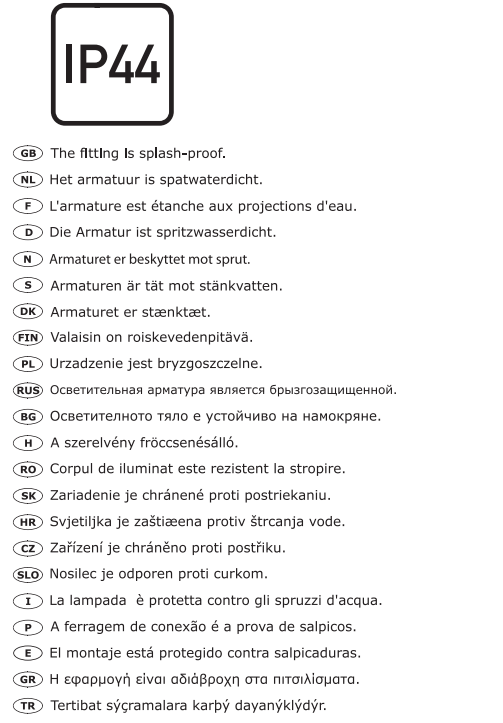 IP44
GB The fitting is splash-proof.
NL Het armatuur is spatwaterdicht.
F L'armature est étanche aux projections d'eau.
D Die Armatur ist spritzwasserdicht.
N Armaturet er beskyttet mot sprut.
S Armaturen är tät mot stänkvatten.
DK Armaturet er stænktæt.
FIN Valaisin on roiskevedenpitävä.
PL Urzadzenie jest bryzgoszczelne.
RUS Осветительная арматура является брызгозащищенной.
BG Осветителното тяло е устойчиво на намокряне.
H A szerelvény fröccsenésálló.
RO Corpul de iluminat este rezistent la stropire.
SK Zariadenie je chránené proti postriekaniu.
HR Svjetiljka je zaštiæena protiv štrcanja vode.
CZ Zařízení je chráněno proti postřiku.
SLO Nosilec je odporen proti curkom.
I La lampada è protetta contro gli spruzzi d'acqua.
P A ferragem de conexão é a prova de salpicos.
E El montaje está protegido contra salpicaduras.
GR Η εφαρμογή είναι αδιάβροχη στα πιτσιλίσματα.
TR Tertibat sýçramalara karþý dayanýklýdýr.